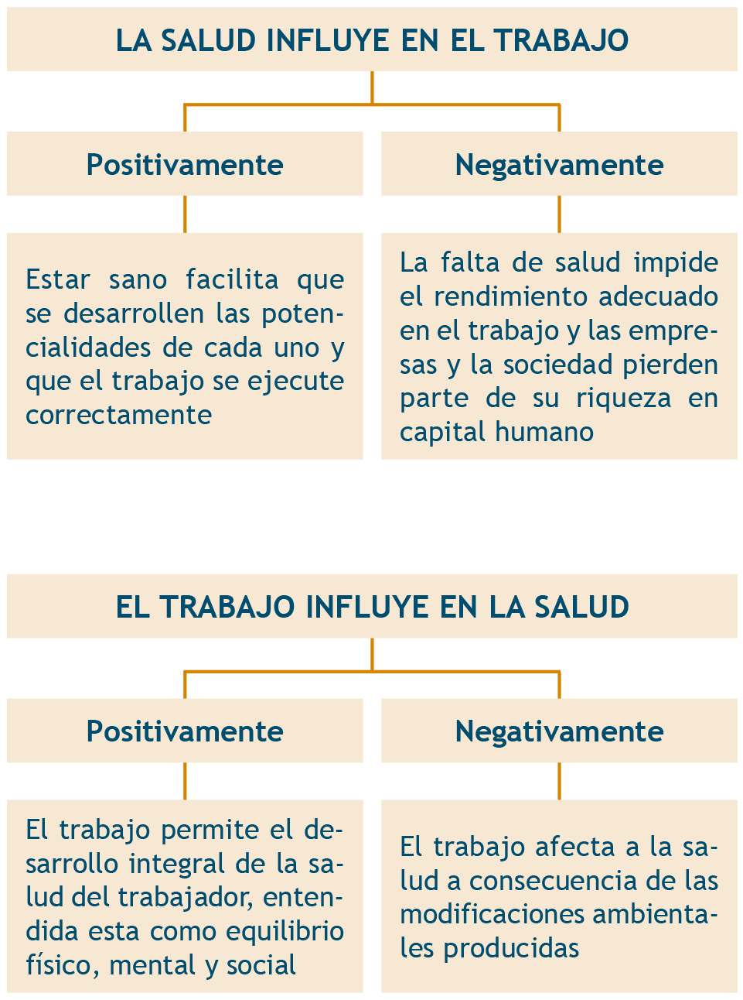 LA SALUD INFLUYE EN EL TRABAJO
Positivamente
Negativamente
Estar sano facilita que
se desarrollen las poten-
cialidades de cada uno y
que el trabajo se ejecute
correctamente
La falta de salud impide
el rendimiento adecuado
en el trabajo y las empre-
sas y la sociedad pierden
parte de su riqueza en
capital humano
EL TRABAJO INFLUYE EN LA SALUD
Positivamente
Negativamente
El trabajo permite el de-
sarrollo integral de la sa-
lud del trabajador, enten-
dida esta como equilibrio
físico, mental y social
El trabajo afecta a la sa-
lud a consecuencia de las
modificaciones ambienta-
les producidas